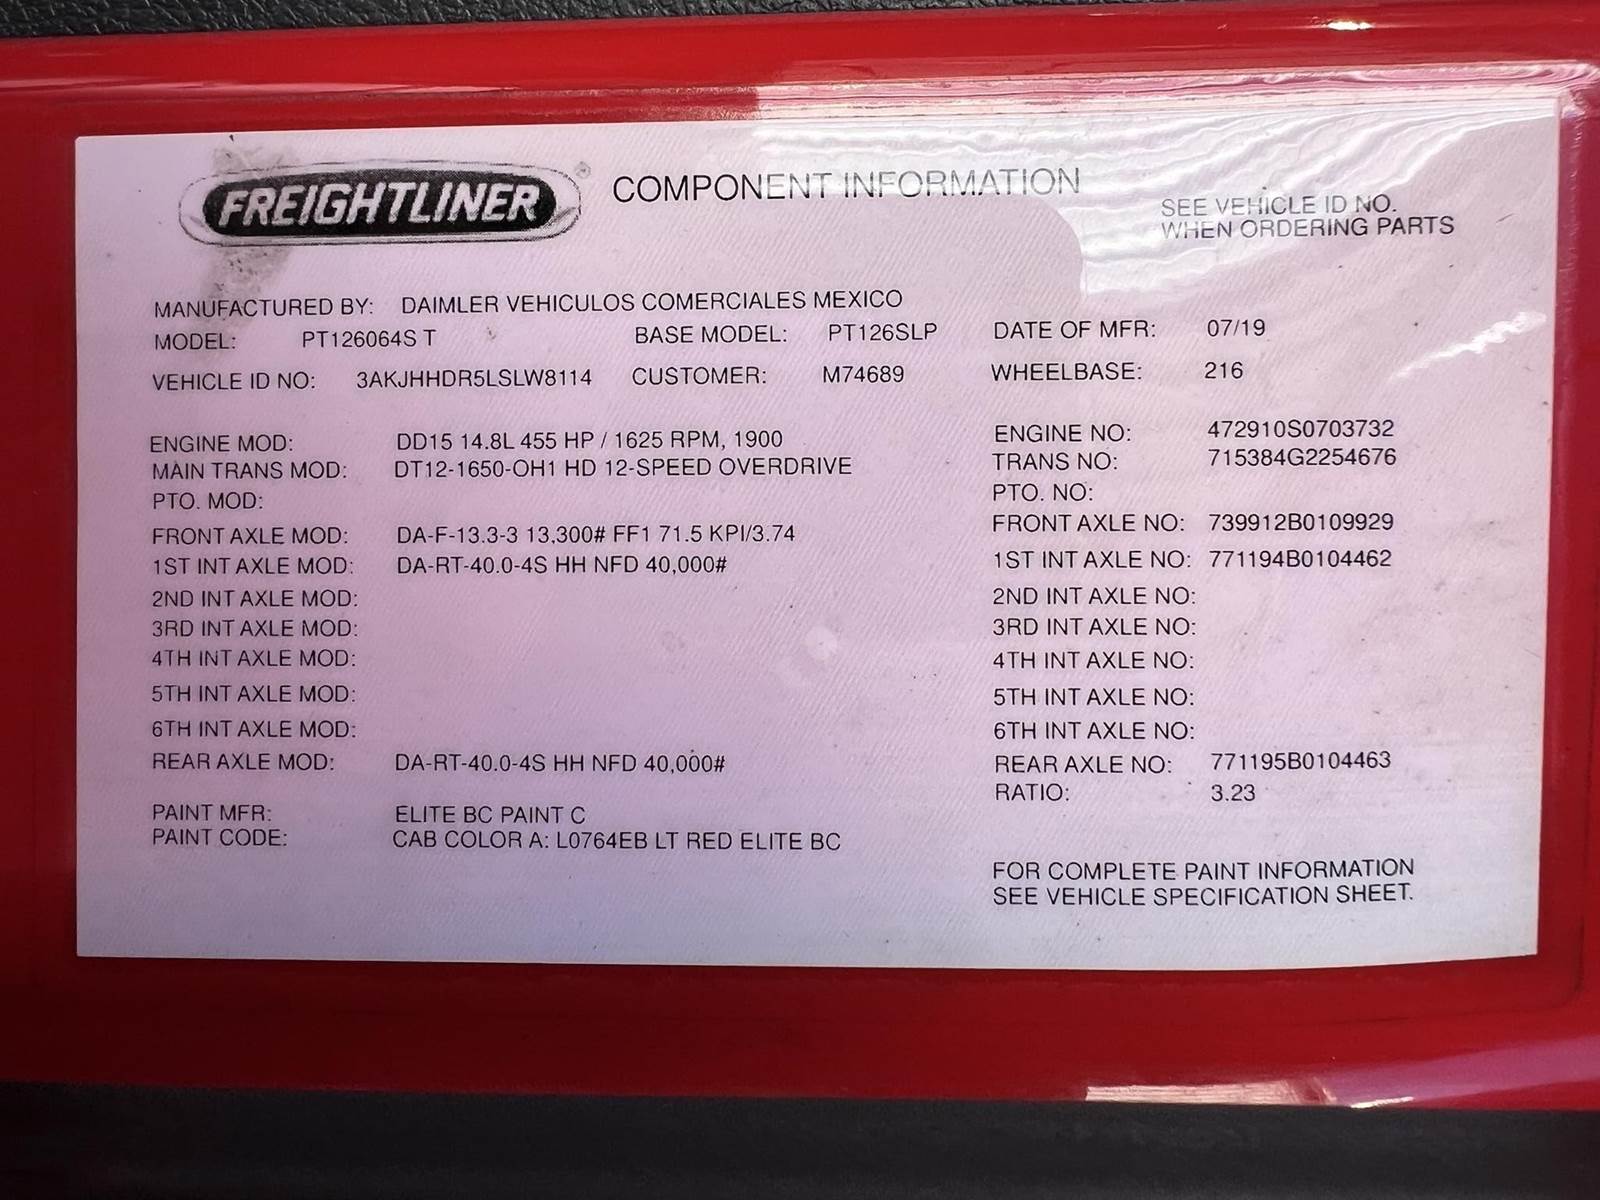 FREIGHTLINER ® COMPONENT INFORMATION
SEE VEHICLE ID NO.
WHEN ORDERING PARTS
MANUFACTURED BY: DAIMLER VEHICULOS COMERCIALES MEXICO
MODEL: PT126064S T BASE MODEL: PT126SLP DATE OF MFR: 07/19
VEHICLE ID NO: 3AKJHHDR5LSLW8114 CUSTOMER: M74689 WHEELBASE: 216
ENGINE MOD: DD15 14.8L 455 HP / 1625 RPM, 1900 ENGINE NO: 472910S0703732
MAIN TRANS MOD: DT12-1650-OH1 HD 12-SPEED OVERDRIVE TRANS NO: 715384G2254676
PTO. MOD: PTO. NO:
FRONT AXLE MOD: DA-F-13.3-3 13,300# FF1 71.5 KPI/3.74 FRONT AXLE NO: 739912B0109929
1ST INT AXLE MOD: DA-RT-40.0-4S HH NFD 40,000# 1ST INT AXLE NO: 771194B0104462
2ND INT AXLE MOD: 2ND INT AXLE NO:
3RD INT AXLE MOD: 3RD INT AXLE NO:
4TH INT AXLE MOD: 4TH INT AXLE NO:
5TH INT AXLE MOD: 5TH INT AXLE NO:
6TH INT AXLE MOD: 6TH INT AXLE NO:
REAR AXLE MOD: DA-RT-40.0-4S HH NFD 40,000# REAR AXLE NO: 771195B0104463
RATIO: 3.23
PAINT MFR: ELITE BC PAINT C
PAINT CODE: CAB COLOR A: L0764EB LT RED ELITE BC
FOR COMPLETE PAINT INFORMATION
SEE VEHICLE SPECIFICATION SHEET.